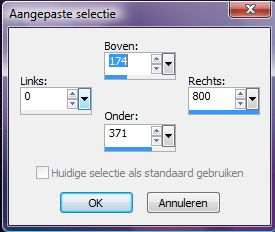 Aangepaste selectie
Boven:
174
Links:
0
Rechts:
800
Onder:
371
Huidige selectie als standaard gebruiken
OK
Annuleren